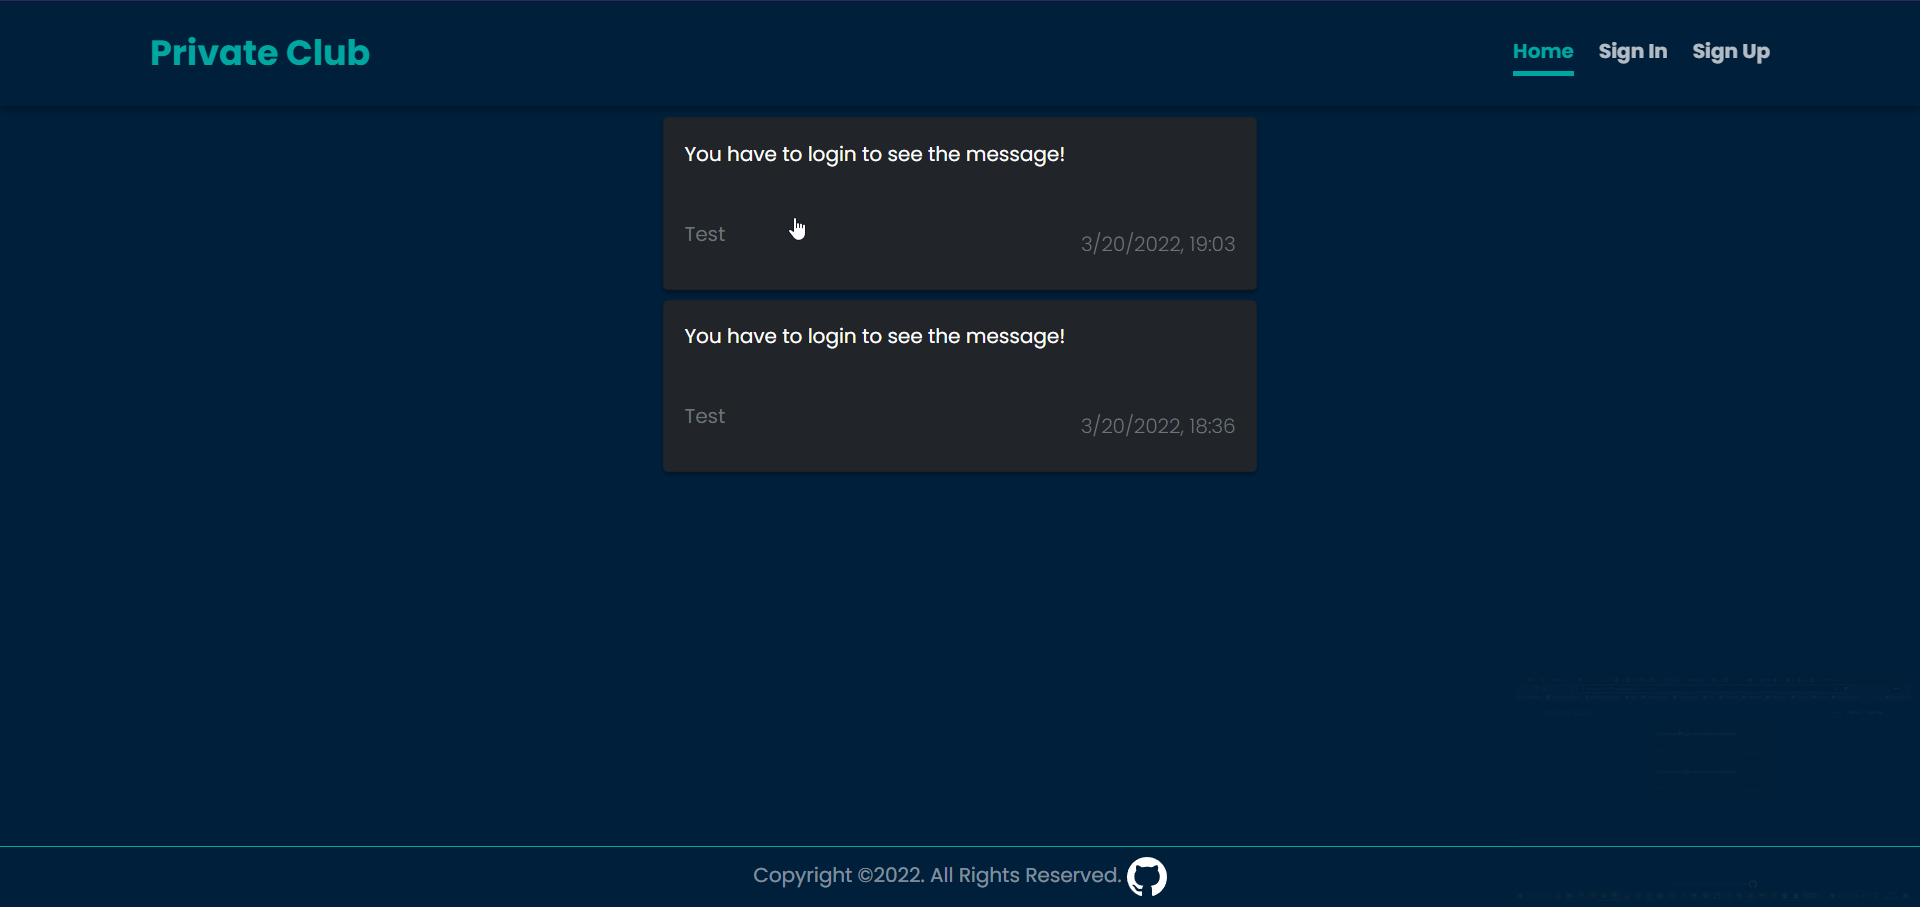 Private Club
Home Sign In Sign Up
You have to login to see the message!
Test
3/20/2022, 19:03
You have to login to see the message!
Test
3/20/2022, 18:36
Copyright ©2022. All Rights Reserved.